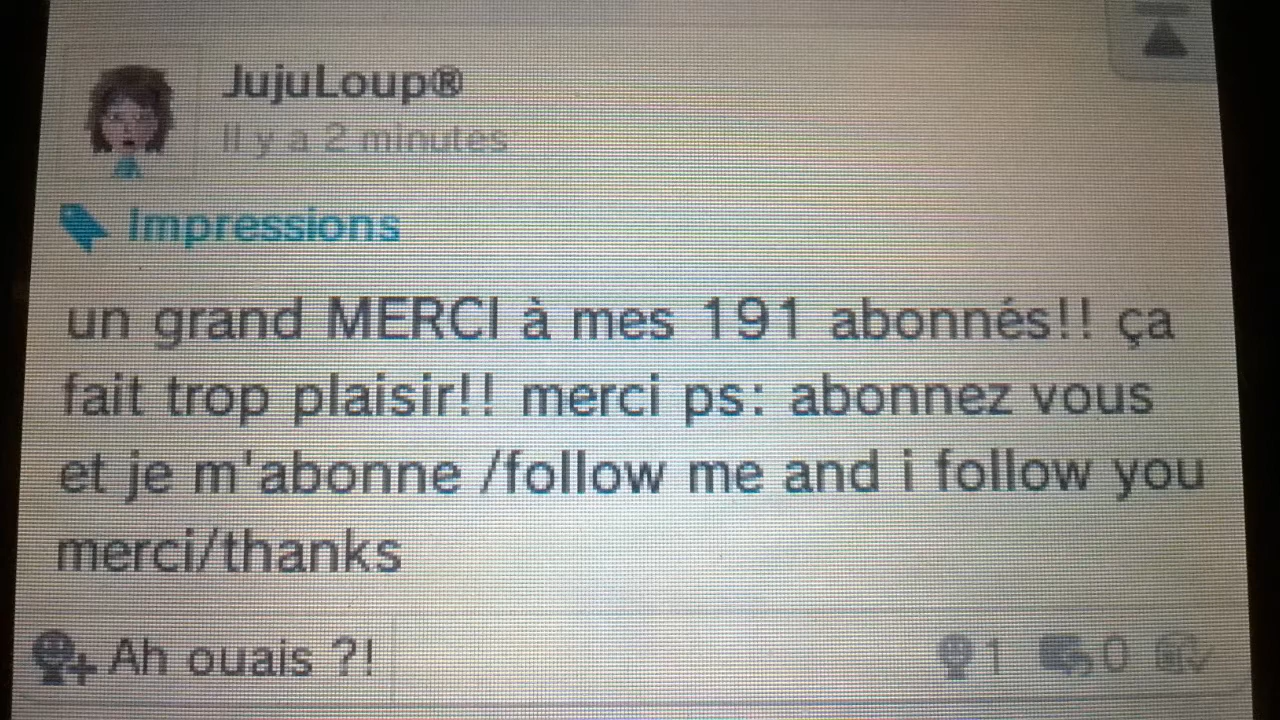 JujuLoup®
Il y a 2 minutes
Impressions
un grand MERCI à mes 191 abonnés!! ça
fait trop plaisir!! merci ps: abonnez vous
et je m'abonne /follow me and i follow you
merci/thanks
Ah ouais ?!
1
0